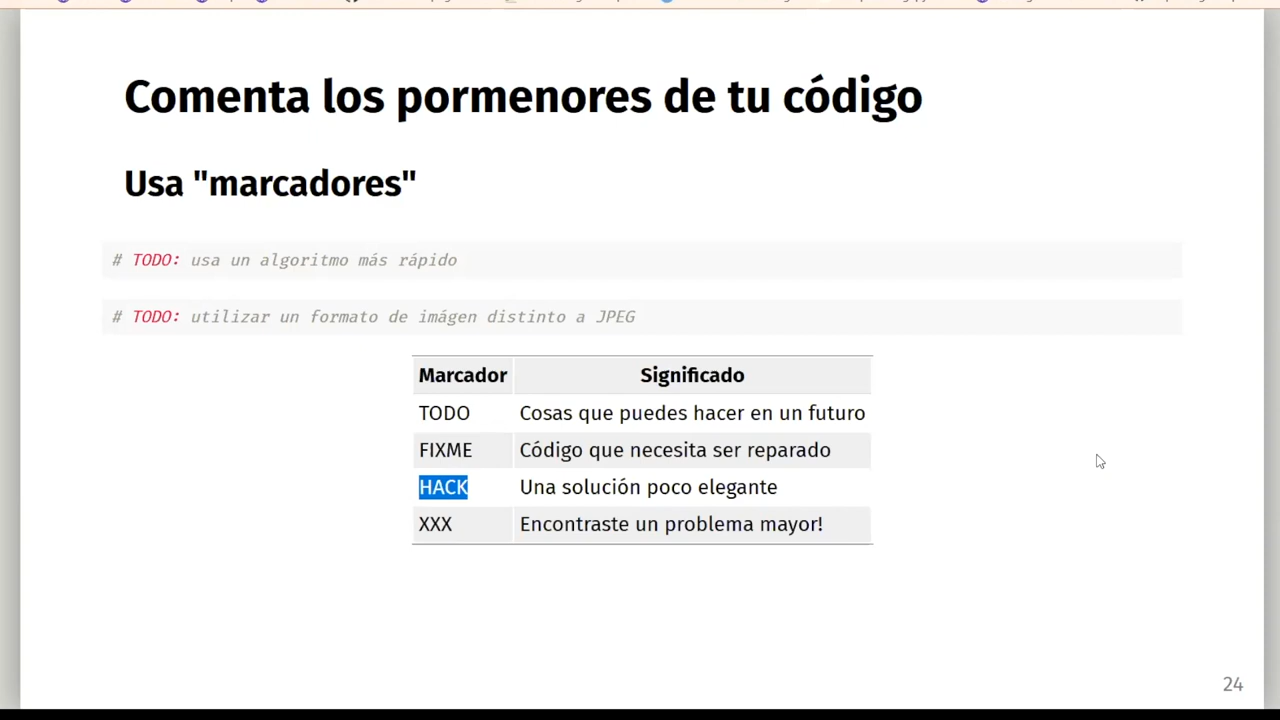 Comenta los pormenores de tu código
Usa "marcadores"
# TODO: usa un algoritmo más rápido
# TODO: utilizar un formato de imágen distinto a JPEG
Marcador Significado
TODO Cosas que puedes hacer en un futuro
FIXME Código que necesita ser reparado
HACK Una solución poco elegante
XXX Encontraste un problema mayor!
24